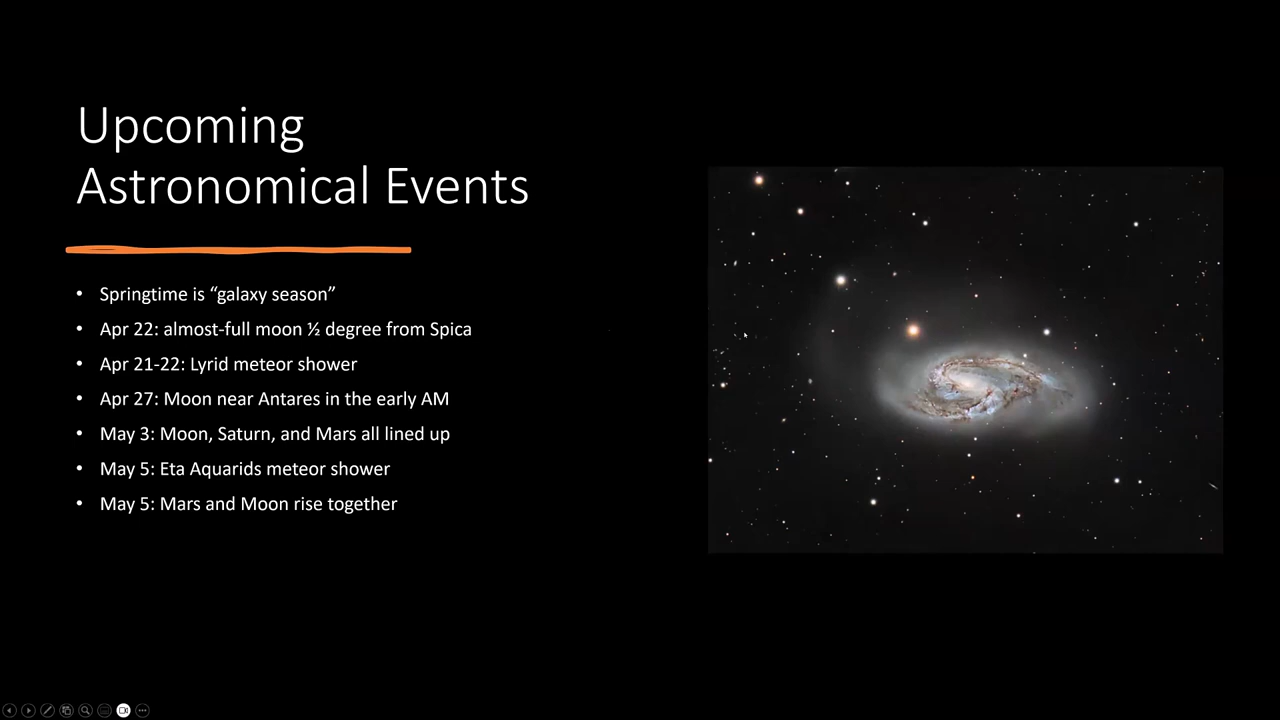 Upcoming
Astronomical Events
• Springtime is “galaxy season”
• Apr 22: almost-full moon ½ degree from Spica
• Apr 21-22: Lyrid meteor shower
• Apr 27: Moon near Antares in the early AM
• May 3: Moon, Saturn, and Mars all lined up
• May 5: Eta Aquarids meteor shower
• May 5: Mars and Moon rise together